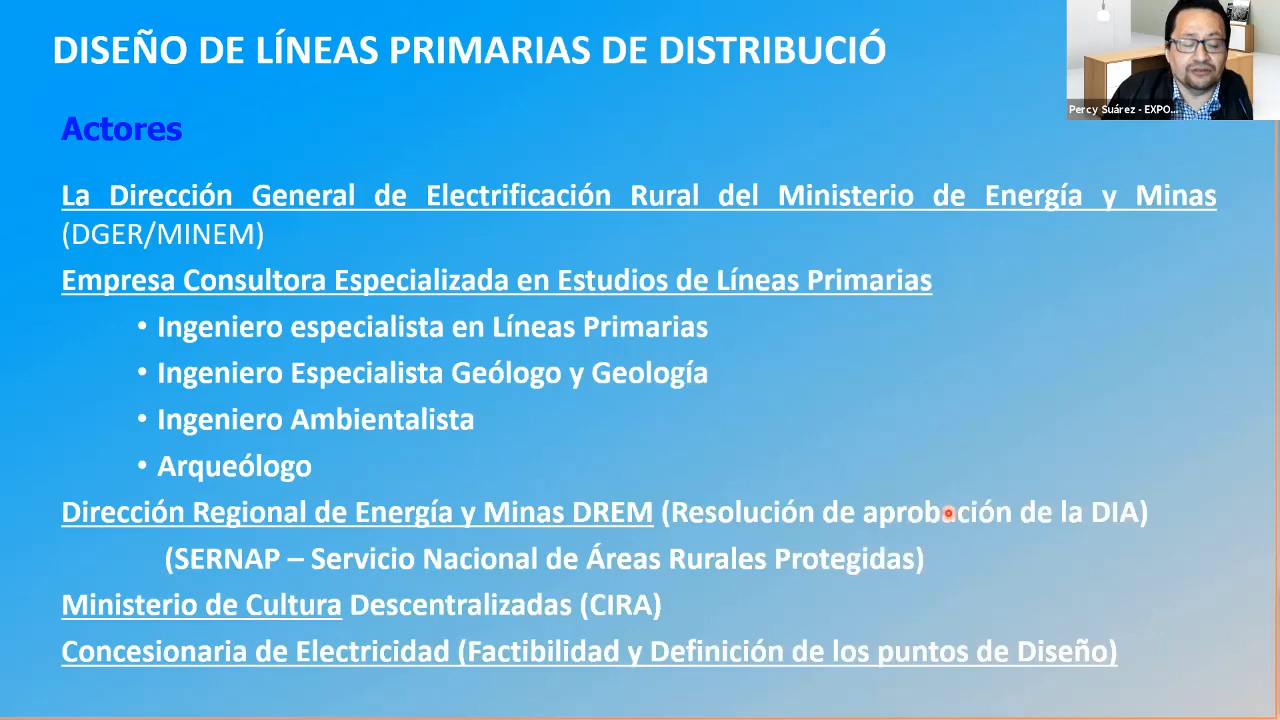 DISEÑO DE LÍNEAS PRIMARIAS DE DISTRIBUCIÓ
Percy Suárez - EXPO...
Actores
La Dirección General de Electrificación Rural del Ministerio de Energía y Minas
(DGER/MINEM)
Empresa Consultora Especializada en Estudios de Líneas Primarias
• Ingeniero especialista en Líneas Primarias
• Ingeniero Especialista Geólogo y Geología
• Ingeniero Ambientalista
• Arqueólogo
Dirección Regional de Energía y Minas DREM (Resolución de aprobación de la DIA)
(SERNAP – Servicio Nacional de Áreas Rurales Protegidas)
Ministerio de Cultura Descentralizadas (CIRA)
Concesionaria de Electricidad (Factibilidad y Definición de los puntos de Diseño)